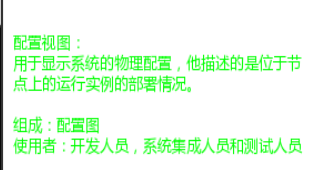 配置视图：
用于显示系统的物理配置，他描述的是位于节
点上的运行实例的部署情况。
组成：配置图
使用者：开发人员，系统集成人员和测试人员